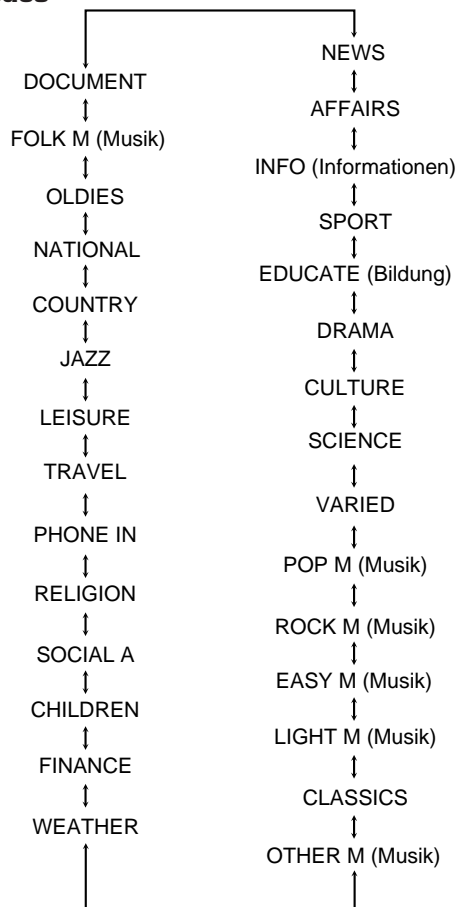 DOCUMENT
FOLK M (Musik)
OLDIES
NATIONAL
COUNTRY
JAZZ
LEISURE
TRAVEL
PHONE IN
RELIGION
SOCIAL A
CHILDREN
FINANCE
WEATHER
NEWS
AFFAIRS
INFO (Informationen)
SPORT
EDUCATE (Bildung)
DRAMA
CULTURE
SCIENCE
VARIED
POP M (Musik)
ROCK M (Musik)
EASY M (Musik)
LIGHT M (Musik)
CLASSICS
OTHER M (Musik)